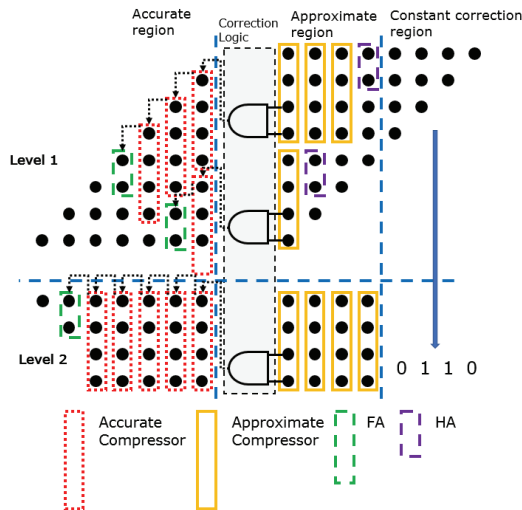 Accurate
region
Correction
Logic
Approximate
region
Constant correction
region
Level 1
Level 2
0 1 1 0
Accurate
Compressor
Approximate
Compressor
FA
HA